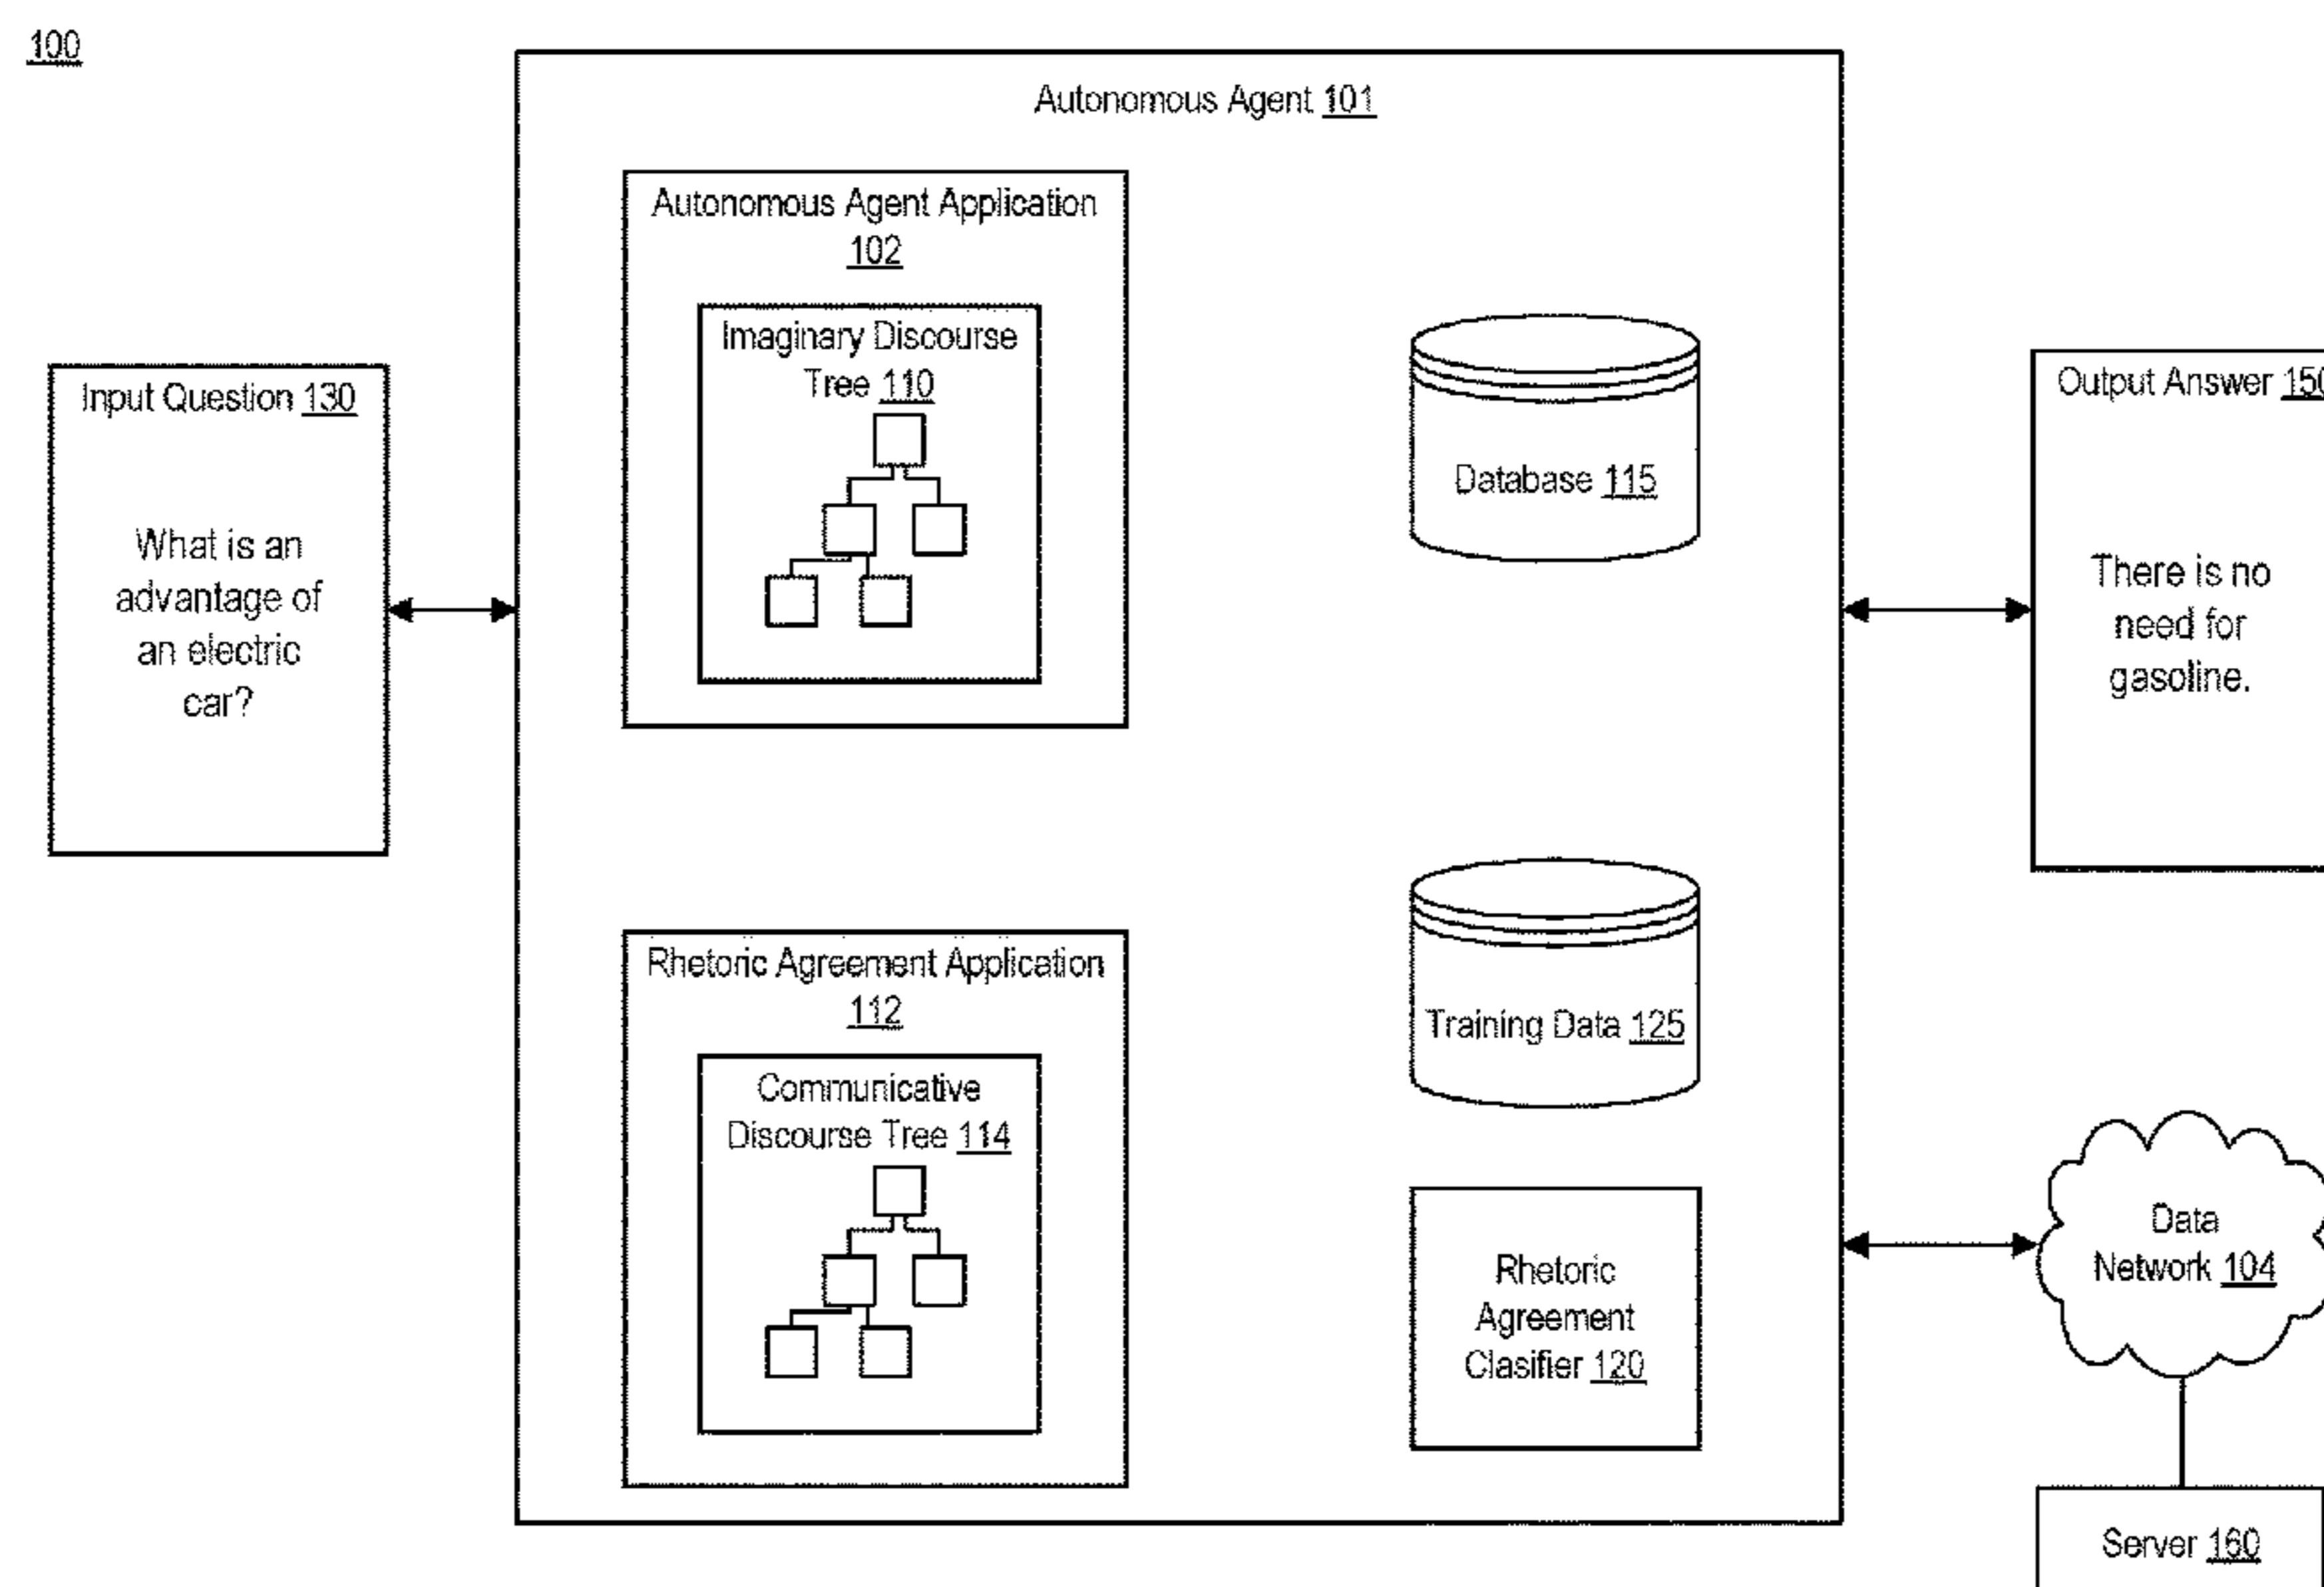 100
Autonomous Agent 101
Autonomous Agent Application
102
Imaginary Discourse
Tree 110
Input Question 130
What is an
advantage of
an electric
car?
Database 115
Output Answer 150
There is no
need for
gasoline.
Rhetoric Agreement Application
112
Communicative
Discourse Tree 114
Training Data 125
Rhetoric
Agreement
Clasifier 120
Data
Network 104
Server 160